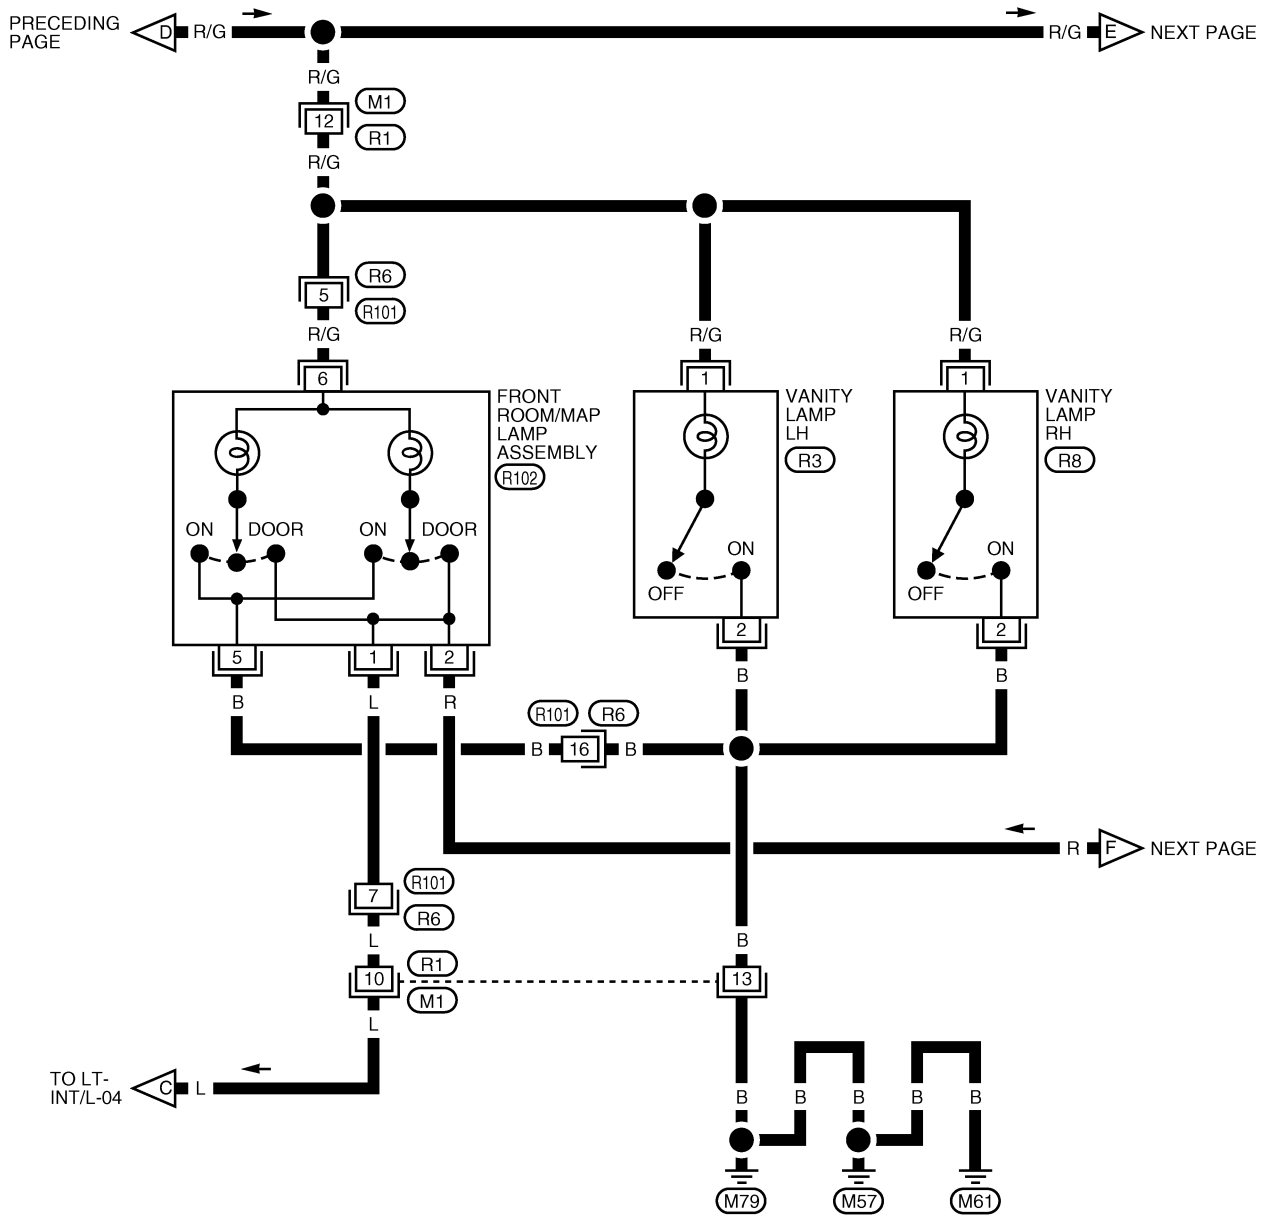 PRECEDING
PAGE
D
R/G
R/G
E
NEXT PAGE
R/G
M1
12
R1
R/G
R6
5
R101
R/G
R/G
R/G
6
1
1
FRONT
ROOM/MAP
LAMP
ASSEMBLY
R102
VANITY
LAMP
LH
R3
VANITY
LAMP
RH
R8
ON
DOOR
ON
DOOR
ON
OFF
ON
OFF
5
1
2
2
2
B
L
R
B
B
R101
R6
B
16
B
R
F
NEXT PAGE
7
R101
R6
L
B
R1
10
13
M1
L
TO LT-
INT/L-04
C
L
B
B
B
B
B
M79
M57
M61